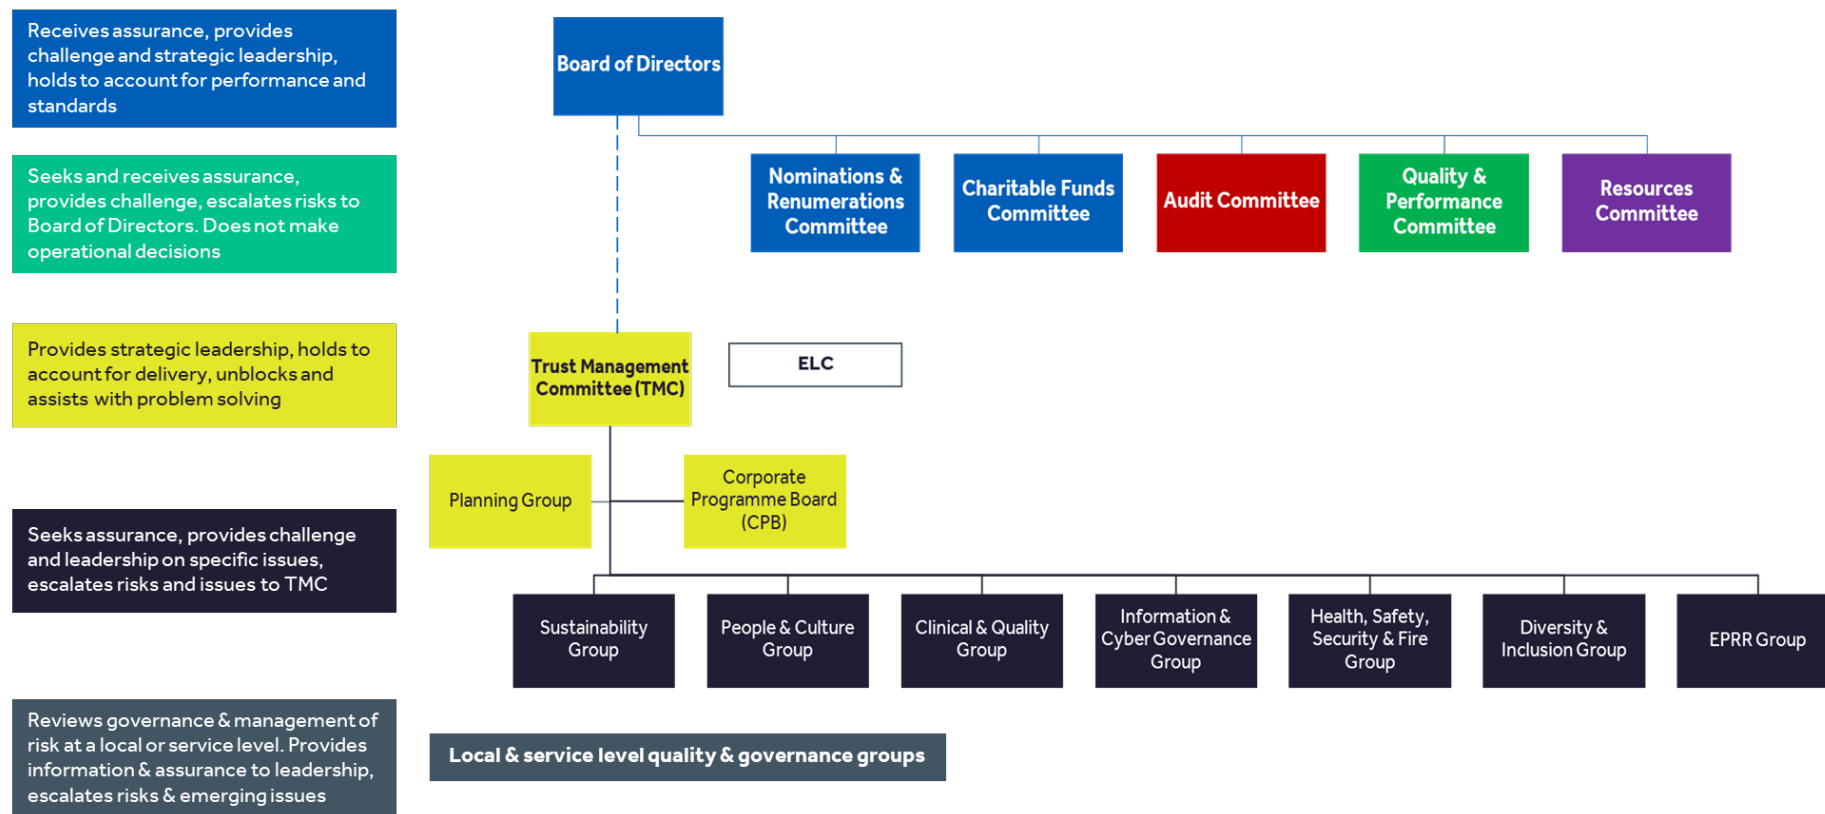 Receives assurance, provides
challenge and strategic leadership,
holds to account for performance and
standards
Board of Directors
Seeks and receives assurance,
provides challenge, escalates risks to
Board of Directors. Does not make
operational decisions
Nominations &
Renumerations
Committee
Charitable Funds
Committee
Audit Committee
Quality &
Performance
Committee
Resources
Committee
Provides strategic leadership, holds to
account for delivery, unblocks and
assists with problem solving
Trust Management
Committee (TMC)
ELC
Planning Group
Corporate
Programme Board
(CPB)
Seeks assurance, provides challenge
and leadership on specific issues,
escalates risks and issues to TMC
Sustainability
Group
People & Culture
Group
Clinical & Quality
Group
Information &
Cyber Governance
Group
Health, Safety,
Security & Fire
Group
Diversity &
Inclusion Group
EPRR Group
Reviews governance & management of
risk at a local or service level. Provides
information & assurance to leadership,
escalates risks & emerging issues
Local & service level quality & governance groups